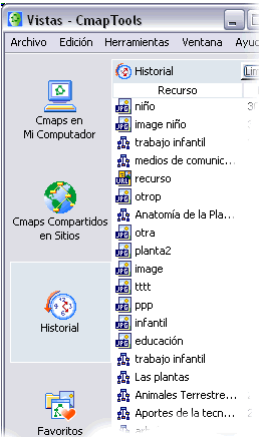 Vistas - CmapTools
Archivo Edición Herramientas Ventana
Historial
Recurso
niño
image niño
trabajo infantil
medios de comunic...
recurso
otrop
Anatomía de la Pla...
otra
planta2
image
tttt
ppp
infantil
educación
trabajo infantil
Las plantas
Animales Terrestre...
Aportes de la tecn...
Cmaps en
Mi Computador
Cmaps Compartidos
en Sitios
Historial
Favoritos